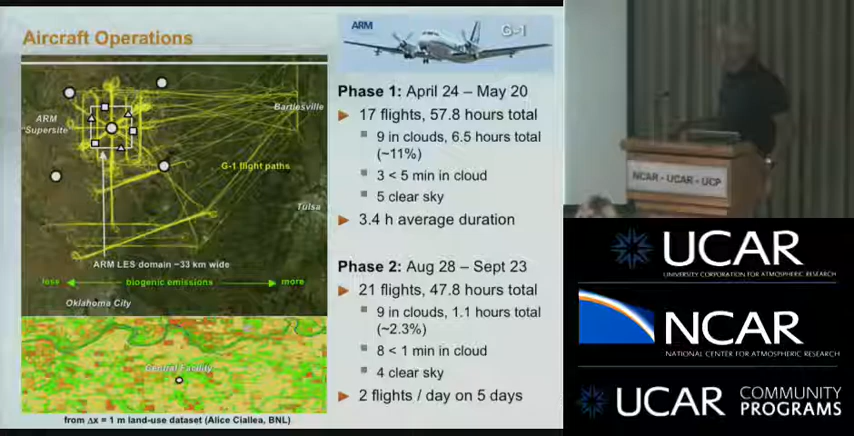 Aircraft Operations
ARM
G-1
ARM
Supersite
Bartlesville
G-1 flight paths
Tulsa
ARM LES domain ~33 km wide
less
biogenic emissions
more
Oklahoma City
Central Facility
from Δx = 1 m land-use dataset (Alice Ciallea, BNL)
Phase 1: April 24 – May 20
17 flights, 57.8 hours total
9 in clouds, 6.5 hours total
(~11%)
3 < 5 min in cloud
5 clear sky
3.4 h average duration
Phase 2: Aug 28 – Sept 23
21 flights, 47.8 hours total
9 in clouds, 1.1 hours total
(~2.3%)
8 < 1 min in cloud
4 clear sky
2 flights / day on 5 days
NCAR - UCAR - UCP
UCAR
UNIVERSITY CORPORATION FOR ATMOSPHERIC RESEARCH
NCAR
NATIONAL CENTER FOR ATMOSPHERIC RESEARCH
UCAR
COMMUNITY
PROGRAMS